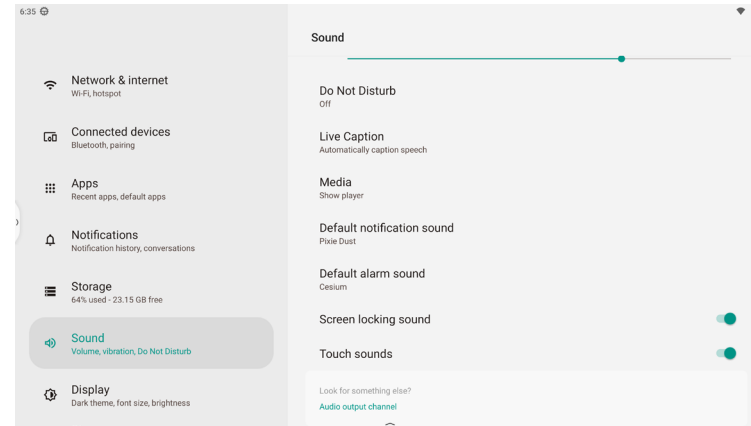 6:35
Sound
Network & internet
Wi-Fi, hotspot
Connected devices
Bluetooth, pairing
Apps
Recent apps, default apps
Notifications
Notification history, conversations
Storage
64% used - 23.15 GB free
Sound
Volume, vibration, Do Not Disturb
Display
Dark theme, font size, brightness
Do Not Disturb
Off
Live Caption
Automatically caption speech
Media
Show player
Default notification sound
Pixie Dust
Default alarm sound
Cesium
Screen locking sound
Touch sounds
Look for something else?
Audio output channel